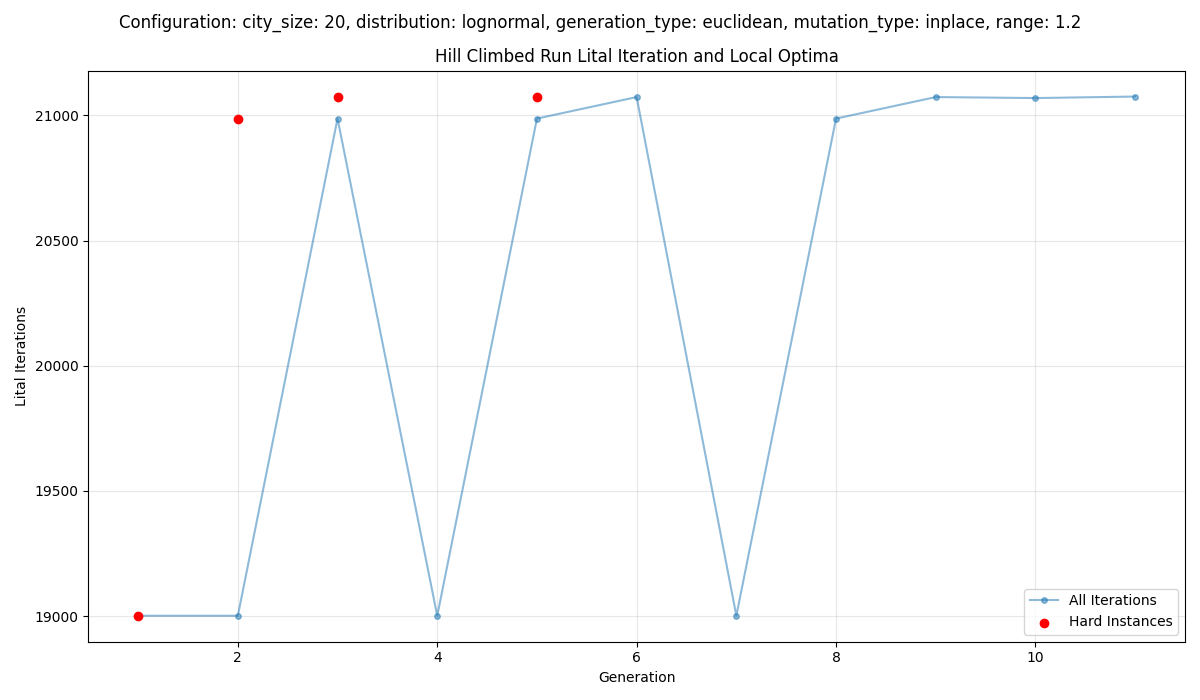 Configuration: city_size: 20, distribution: lognormal, generation_type: euclidean, mutation_type: inplace, range: 1.2
Hill Climbed Run Lital Iteration and Local Optima
Lital Iterations
21000
20500
20000
19500
19000
2 4 6 8 10
Generation
All Iterations
Hard Instances